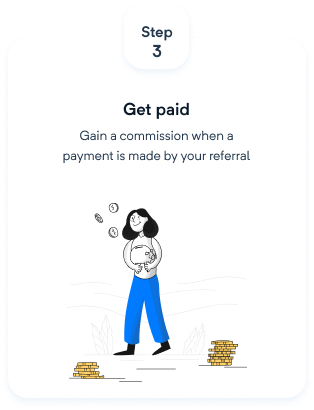 Step
3
Get paid
Gain a commission when a
payment is made by your referral